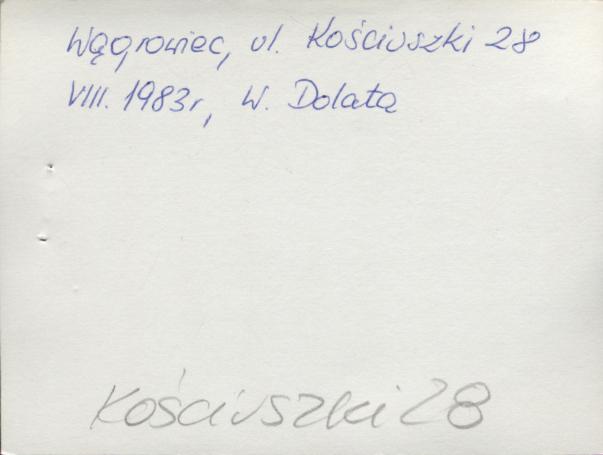 Wągrowiec, ul. Kościuszki 28
VIII. 1983r, W. Dolata
Kościuszki 28